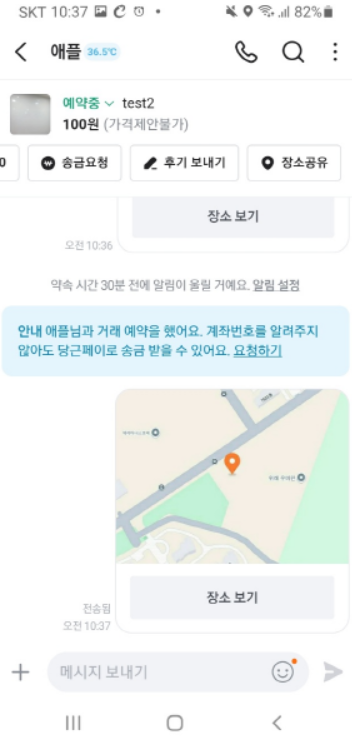 SKT 10:37
82%
애플 36.5℃
예약중 test2
100원 (가격제안불가)
송금요청
후기 보내기
장소공유
장소 보기
오전 10:36
약속 시간 30분 전에 알림이 울릴 거예요. 알림 설정
안내 애플님과 거래 예약을 했어요. 계좌번호를 알려주지
않아도 당근페이로 송금 받을 수 있어요. 요청하기
장소 보기
전송됨
오전 10:37
메시지 보내기